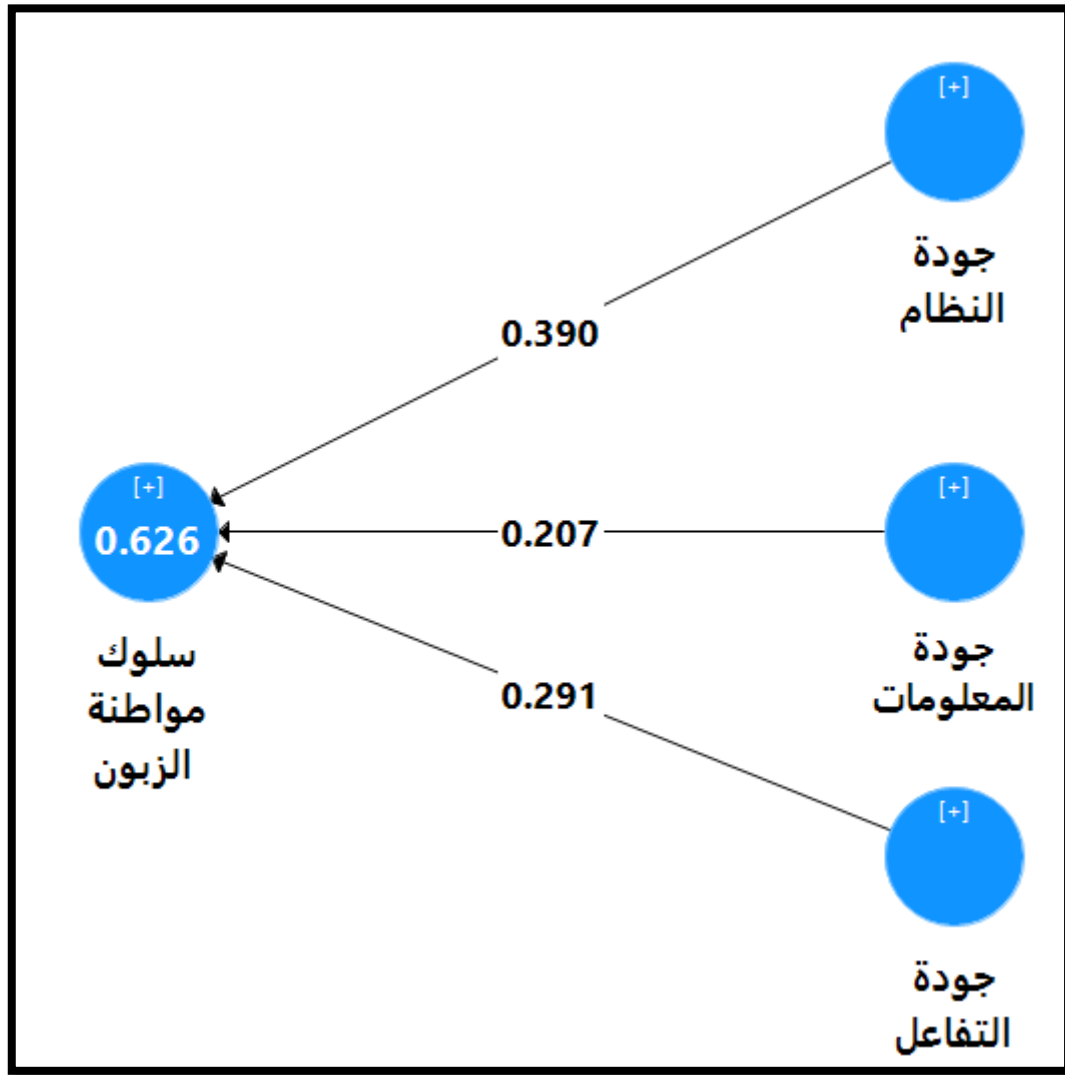 [+]
جودة
النظام
0.390
[+]
0.626
سلوك
مواطنة
الزبون
0.207
[+]
جودة
المعلومات
0.291
[+]
جودة
التفاعل